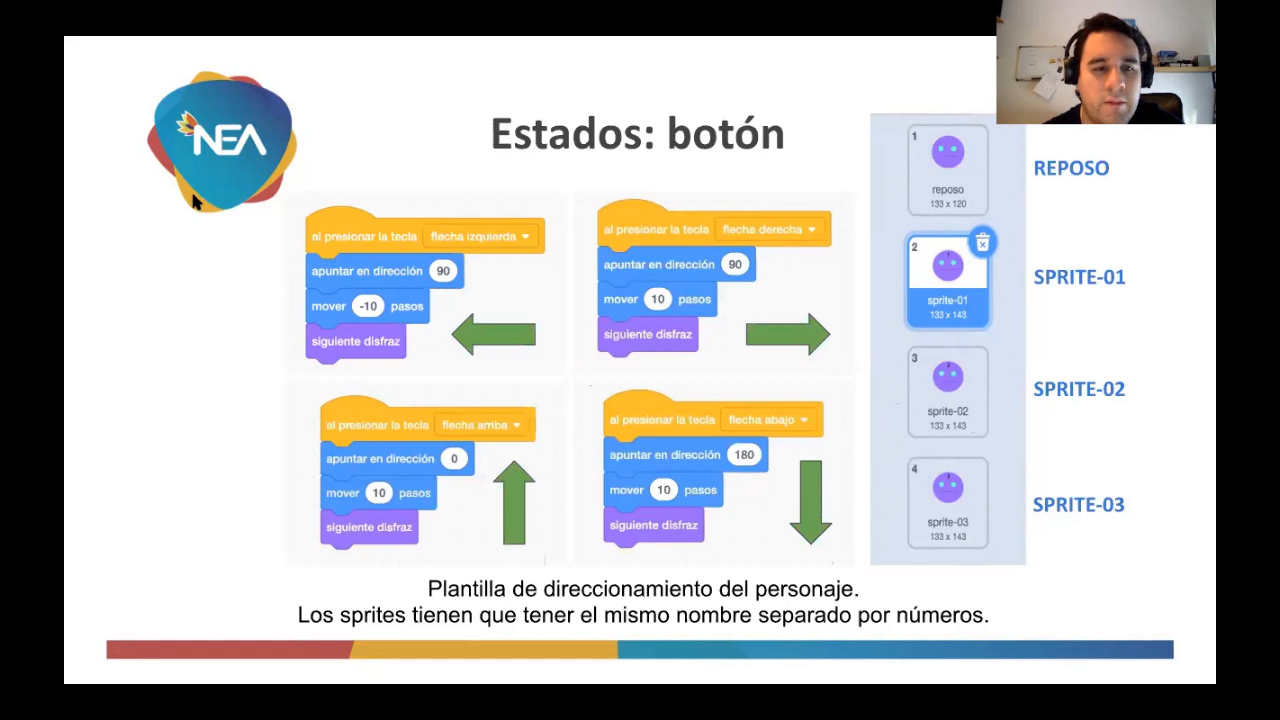 NEA
Estados: botón
al presionar la tecla flecha izquierda
apuntar en dirección 90
mover -10 pasos
siguiente disfraz
al presionar la tecla flecha derecha
apuntar en dirección 90
mover 10 pasos
siguiente disfraz
al presionar la tecla flecha arriba
apuntar en dirección 0
mover 10 pasos
siguiente disfraz
al presionar la tecla flecha abajo
apuntar en dirección 180
mover 10 pasos
siguiente disfraz
1
reposo
133 x 120
REPOSO
2
sprite-01
133 x 143
SPRITE-01
3
sprite-02
133 x 143
SPRITE-02
4
sprite-03
133 x 143
SPRITE-03
Plantilla de direccionamiento del personaje.
Los sprites tienen que tener el mismo nombre separado por números.